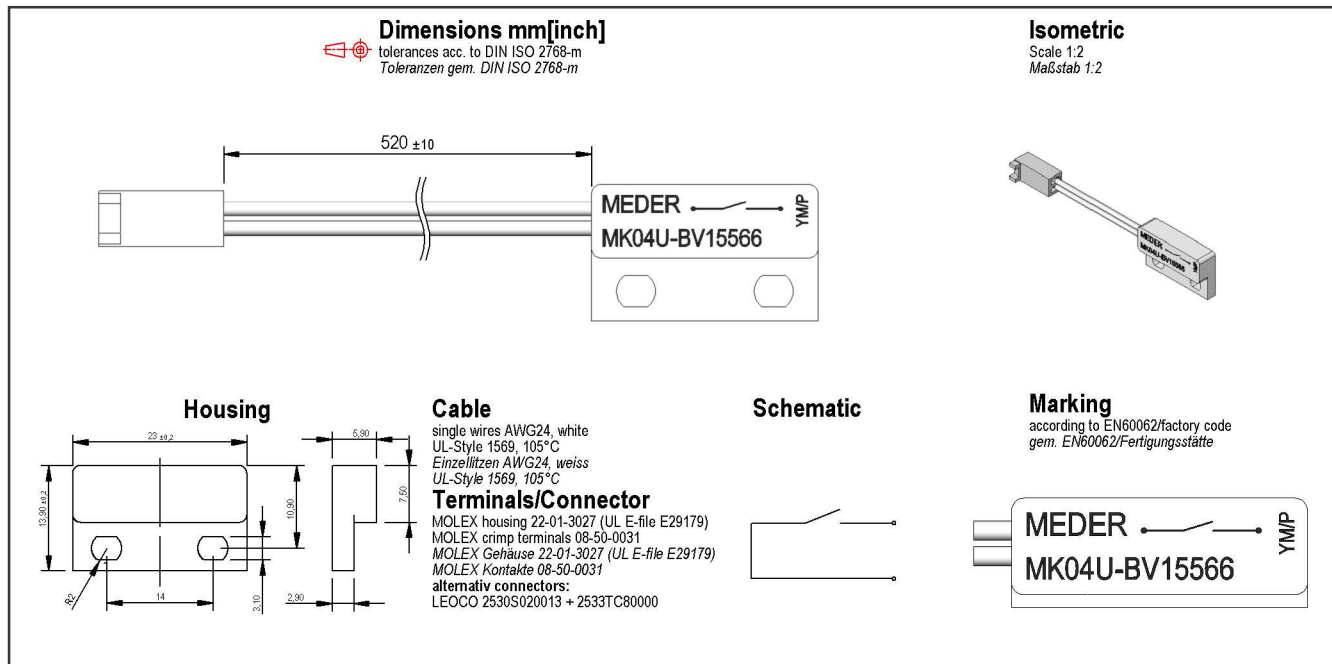 Dimensions mm[inch]
tolerances acc. to DIN ISO 2768-m
Toleranzen gem. DIN ISO 2768-m
Isometric
Scale 1:2
Maßstab 1:2
520 ±10
MEDER
YM/P
MK04U-BV15566
MEDER
YM/P
MK04U-BV15566
Housing
23 ±0,2
13,90 ±0,2
10,90
R2
14
3,10
5,90
7,50
2,90
Cable
single wires AWG24, white
UL-Style 1569, 105°C
Einzellitzen AWG24, weiss
UL-Style 1569, 105°C
Terminals/Connector
MOLEX housing 22-01-3027 (UL E-file E29179)
MOLEX crimp terminals 08-50-0031
MOLEX Gehäuse 22-01-3027 (UL E-file E29179)
MOLEX Kontakte 08-50-0031
alternativ connectors:
LEOCO 2530S020013 + 2533TC80000
Schematic
Marking
according to EN60062/factory code
gem. EN60062/Fertigungsstätte
MEDER
YM/P
MK04U-BV15566